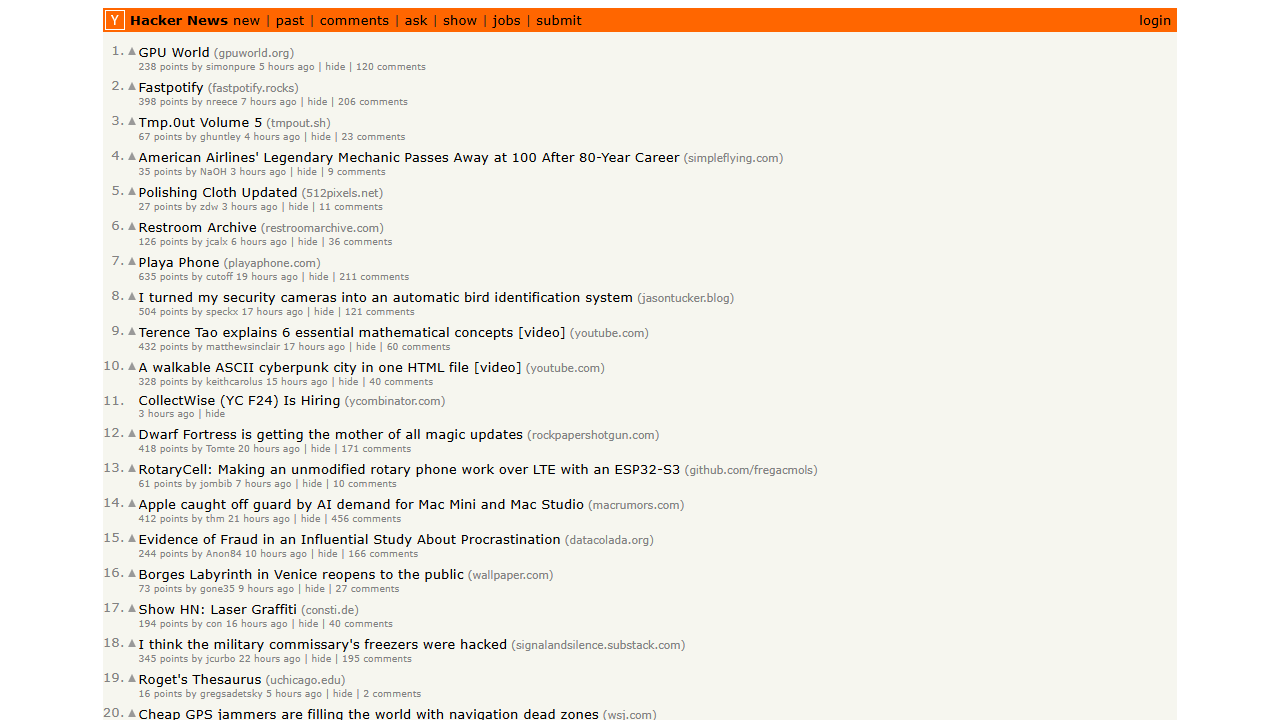 Y Hacker News new | past | comments | ask | show | jobs | submit login
1. ▲ GPU World (gpuworld.org)
238 points by simonpure 5 hours ago | hide | 120 comments
2. ▲ Fastpotify (fastpotify.rocks)
398 points by nreece 7 hours ago | hide | 206 comments
3. ▲ Tmp.0ut Volume 5 (tmpout.sh)
67 points by ghuntley 4 hours ago | hide | 23 comments
4. ▲ American Airlines' Legendary Mechanic Passes Away at 100 After 80-Year Career (simpleflying.com)
35 points by NaOH 3 hours ago | hide | 9 comments
5. ▲ Polishing Cloth Updated (512pixels.net)
27 points by zdw 3 hours ago | hide | 11 comments
6. ▲ Restroom Archive (restroomarchive.com)
126 points by jcalx 6 hours ago | hide | 36 comments
7. ▲ Playa Phone (playaphone.com)
635 points by cutoff 19 hours ago | hide | 211 comments
8. ▲ I turned my security cameras into an automatic bird identification system (jasontucker.blog)
504 points by speckx 17 hours ago | hide | 121 comments
9. ▲ Terence Tao explains 6 essential mathematical concepts [video] (youtube.com)
432 points by matthewsinclair 17 hours ago | hide | 60 comments
10. ▲ A walkable ASCII cyberpunk city in one HTML file [video] (youtube.com)
328 points by keithcarolus 15 hours ago | hide | 40 comments
11. CollectWise (YC F24) Is Hiring (ycombinator.com)
3 hours ago | hide
12. ▲ Dwarf Fortress is getting the mother of all magic updates (rockpapershotgun.com)
418 points by Tomte 20 hours ago | hide | 171 comments
13. ▲ RotaryCell: Making an unmodified rotary phone work over LTE with an ESP32-S3 (github.com/fregacmols)
61 points by jombib 7 hours ago | hide | 10 comments
14. ▲ Apple caught off guard by AI demand for Mac Mini and Mac Studio (macrumors.com)
412 points by thm 21 hours ago | hide | 456 comments
15. ▲ Evidence of Fraud in an Influential Study About Procrastination (datacolada.org)
244 points by Anon84 10 hours ago | hide | 166 comments
16. ▲ Borges Labyrinth in Venice reopens to the public (wallpaper.com)
73 points by gone35 9 hours ago | hide | 27 comments
17. ▲ Show HN: Laser Graffiti (consti.de)
194 points by con 16 hours ago | hide | 40 comments
18. ▲ I think the military commissary's freezers were hacked (signalandsilence.substack.com)
345 points by jcurbo 22 hours ago | hide | 195 comments
19. ▲ Roget's Thesaurus (uchicago.edu)
16 points by gregsadetsky 5 hours ago | hide | 2 comments
20. ▲ Cheap GPS jammers are filling the world with navigation dead zones (wsj.com)